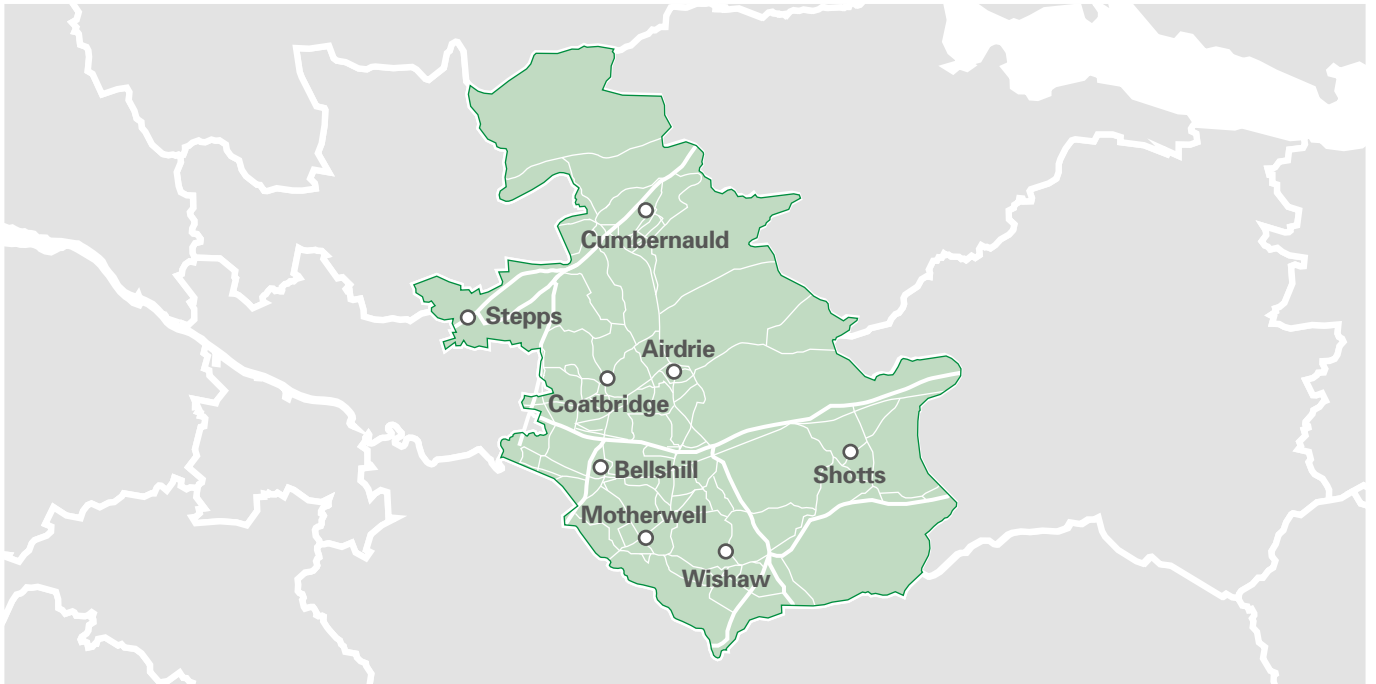 Cumbernauld
Stepps
Airdrie
Coatbridge
Bellshill
Shotts
Motherwell
Wishaw